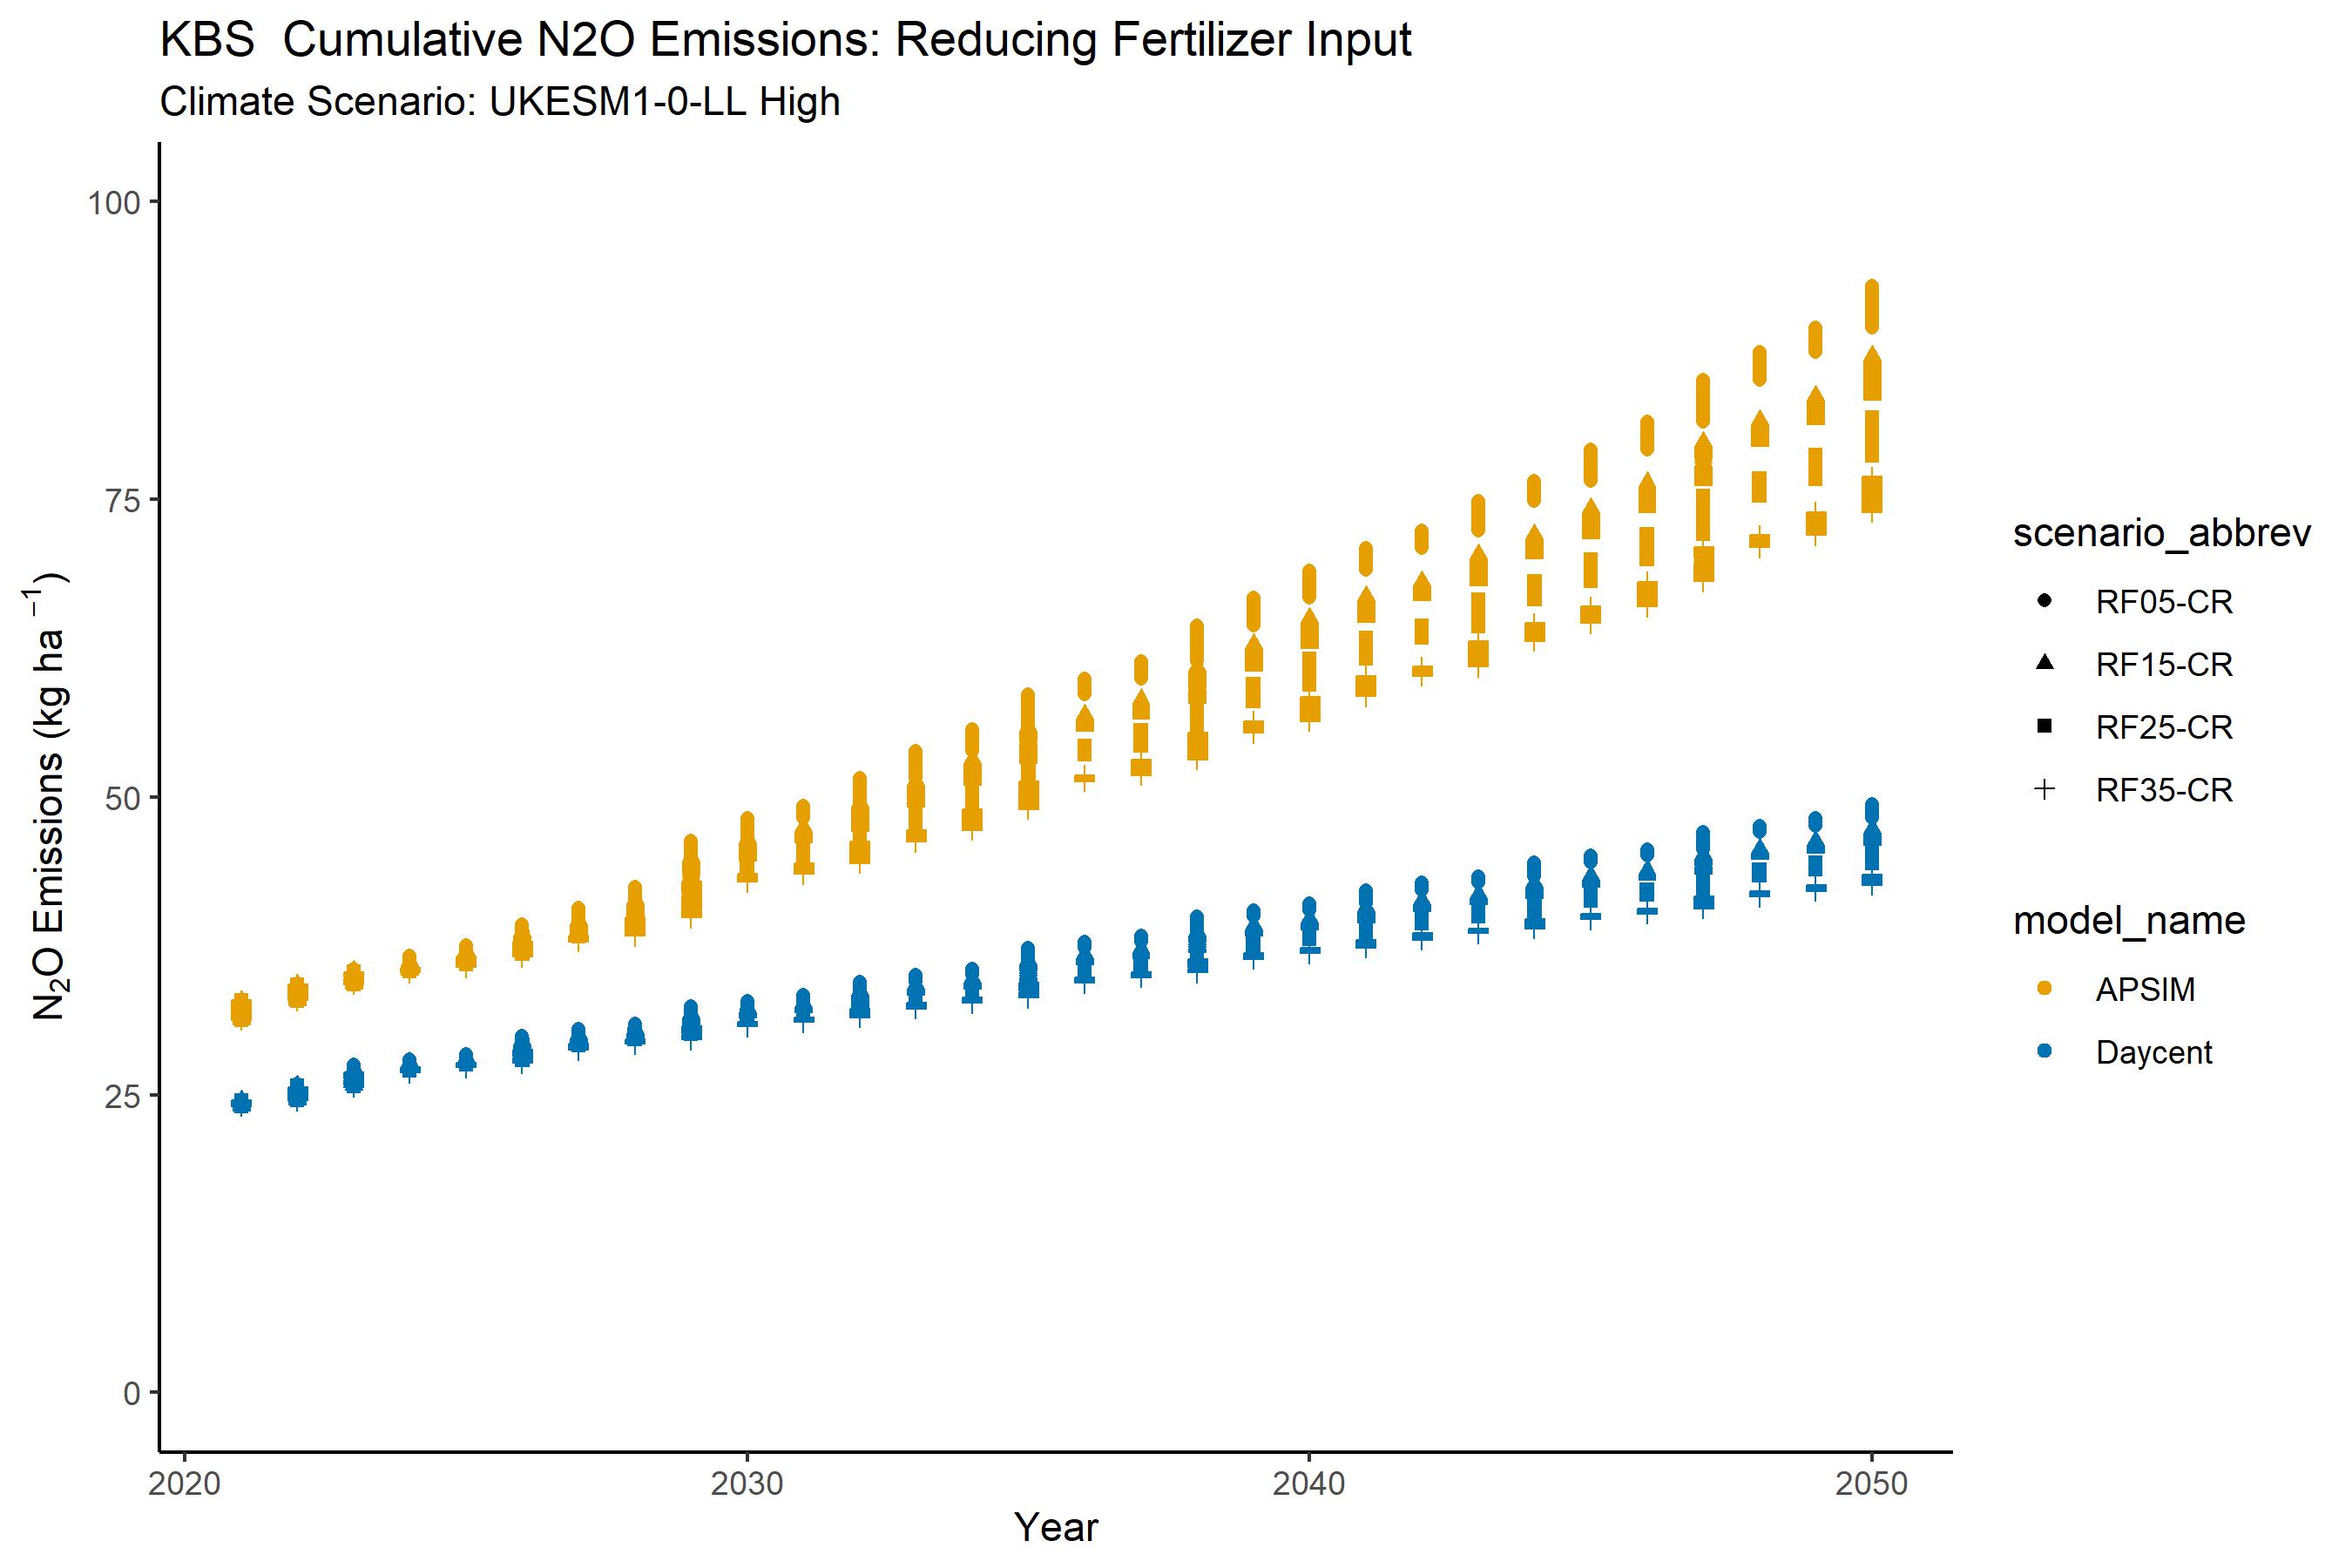 KBS  Cumulative N2O Emissions: Reducing Fertilizer Input
Climate Scenario: UKESM1-0-LL High
N₂O Emissions (kg ha ⁻¹)
100
75
50
25
0
2020
2030
2040
2050
Year
scenario_abbrev
RF05-CR
RF15-CR
RF25-CR
RF35-CR
model_name
APSIM
Daycent